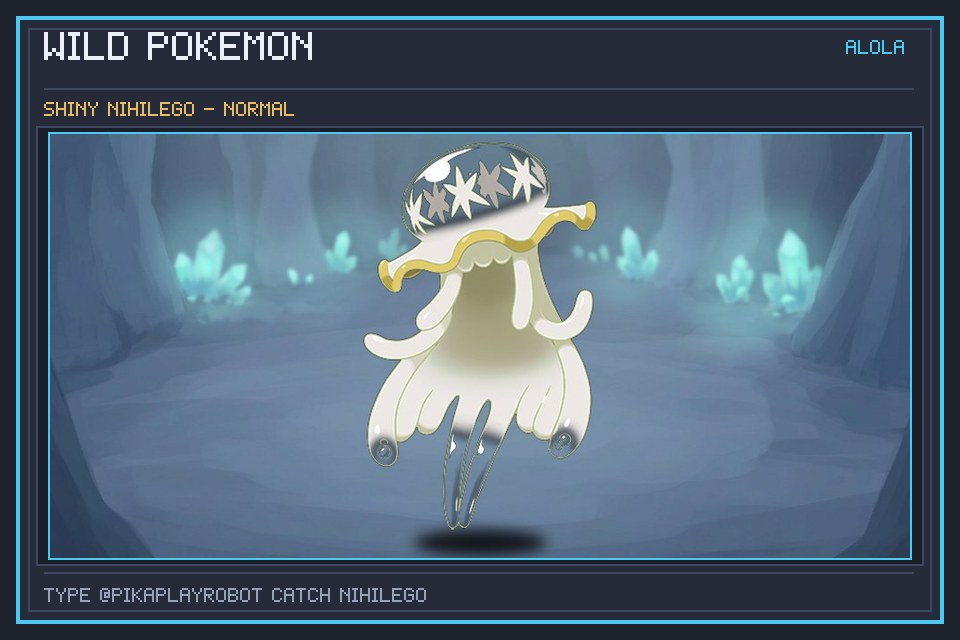 WILD POKEMON
ALOLA
SHINY NIHILEGO - NORMAL
TYPE @PIKAPLAYROBOT CATCH NIHILEGO